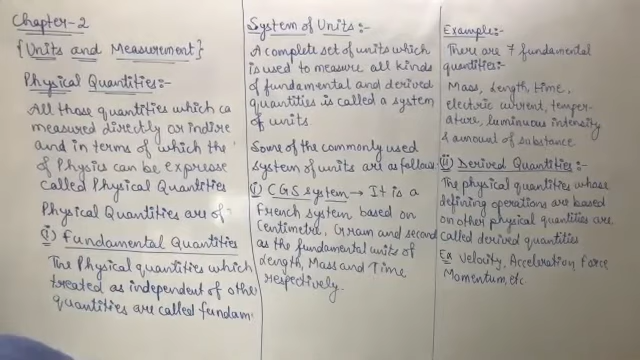 Chapter-2
{Units and Measurement}
Physical Quantities:-
All those quantities which ca
measured directly or indire
and in terms of which the
of Physics can be expresse
called Physical Quantities
Physical Quantities are of
(i) Fundamental Quantities
The Physical quantities which
treated as independent of othe
quantities are called fundam
System of Units:-
A complete set of units which
is used to measure all kinds
of fundamental and derived
quantities is called a system
of units.
Some of the commonly used
system of units are as follow:
(i) CGS system → It is a
French system based on
Centimetre, Gram and second
as the fundamental units of
Length, Mass and Time
respectively.
Example:-
There are 7 fundamental
quantities:-
Mass, Length, time,
electric current, temper-
ature, luminous intensity
& amount of substance.
ii) Derived Quantities:-
The physical quantities whose
defining operations are based
on other physical quantities are
called derived quantities
Ex Velocity, Acceleration Force
Momentum, etc